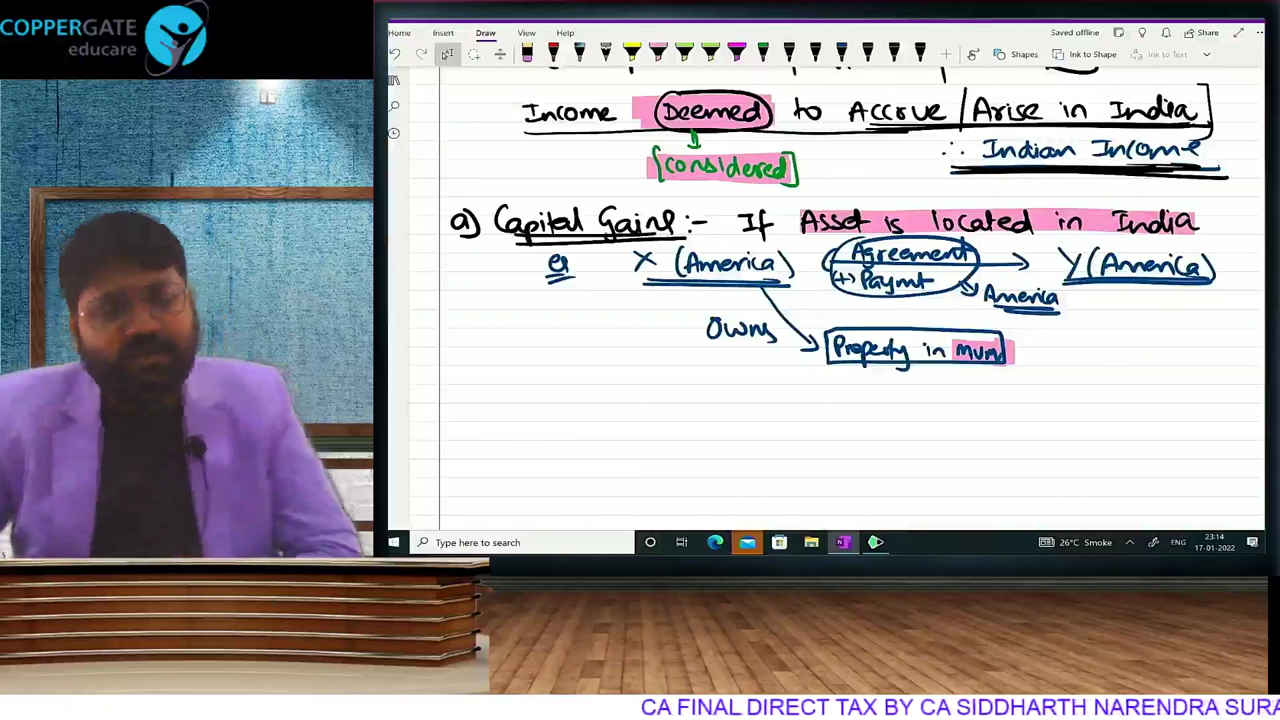 COPPERGATE
educare
Home Insert Draw View Help
Saved offline
Share
Shapes
Ink to Shape
Ink to Text
Income Deemed to Accrue / Arise in India
[considered]
∴ Indian Income
a) Capital Gains :- If Asset is located in India
eg X (America) Agreement (+) Paymt Y (America)
America
Owns
Property in mum
Type here to search
26°C Smoke
ENG
23:14
17-01-2022
CA FINAL DIRECT TAX BY CA SIDDHARTH NARENDRA SURA